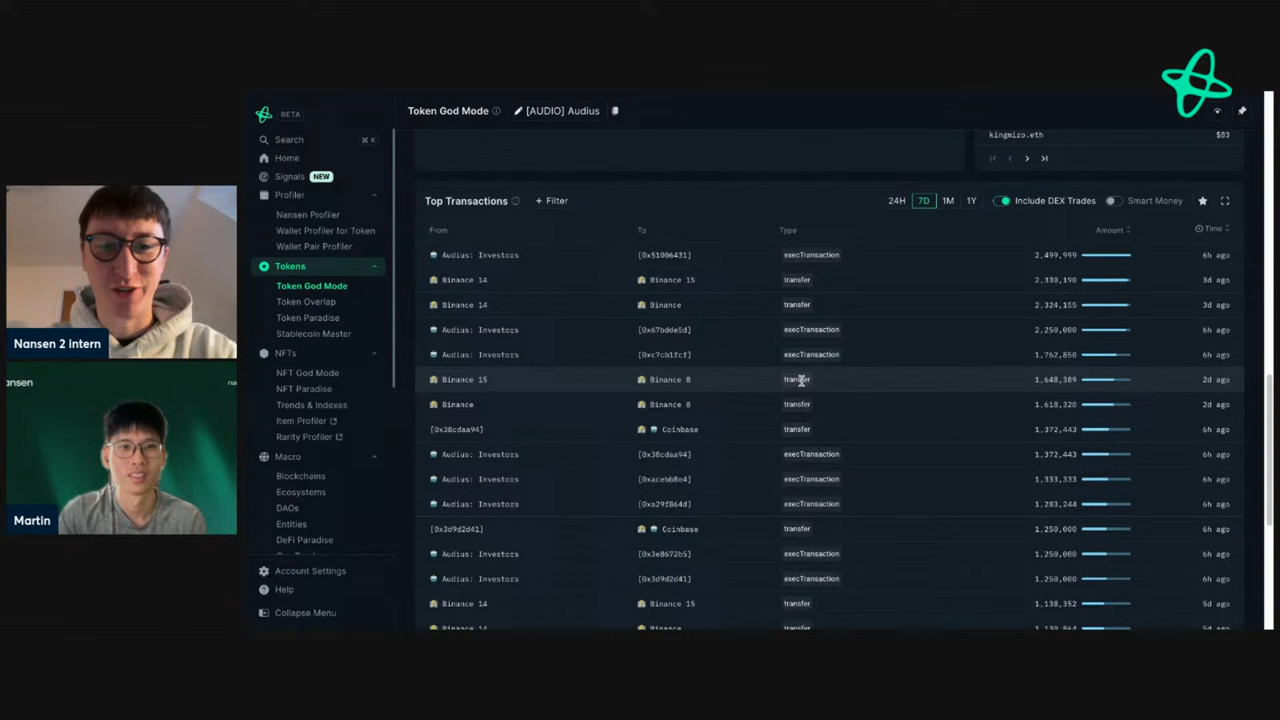 BETA
Search ⌘ K
Home
Signals NEW
Profiler
Nansen Profiler
Wallet Profiler for Token
Wallet Pair Profiler
Tokens
Token God Mode
Token Overlap
Token Paradise
Stablecoin Master
NFTs
NFT God Mode
NFT Paradise
Trends & Indexes
Item Profiler
Rarity Profiler
Macro
Blockchains
Ecosystems
DAOs
Entities
DeFi Paradise
Account Settings
Help
Collapse Menu
Nansen 2 Intern
ansen
Martin
Token God Mode [AUDIO] Audius
kingmizo.eth $83
Top Transactions + Filter 24H 7D 1M 1Y Include DEX Trades Smart Money
From To Type Amount Time
Audius: Investors [0x51006431] execTransaction 2,499,999 6h ago
Binance 14 Binance 15 transfer 2,330,190 3d ago
Binance 14 Binance transfer 2,324,155 3d ago
Audius: Investors [0x67bdde5d] execTransaction 2,250,000 6h ago
Audius: Investors [0xc7cb1fcf] execTransaction 1,762,850 6h ago
Binance 15 Binance 8 transfer 1,648,389 2d ago
Binance Binance 8 transfer 1,618,320 2d ago
[0x38cdaa94] Coinbase transfer 1,372,443 6h ago
Audius: Investors [0x38cdaa94] execTransaction 1,372,443 6h ago
Audius: Investors [0xacebb8e4] execTransaction 1,333,333 6h ago
Audius: Investors [0xa29f864d] execTransaction 1,283,244 6h ago
[0x3d9d2d41] Coinbase transfer 1,250,000 6h ago
Audius: Investors [0x3e8672b5] execTransaction 1,250,000 6h ago
Audius: Investors [0x3d9d2d41] execTransaction 1,250,000 6h ago
Binance 14 Binance 15 transfer 1,138,352 5d ago
Binance 14 Binance transfer 5d ago